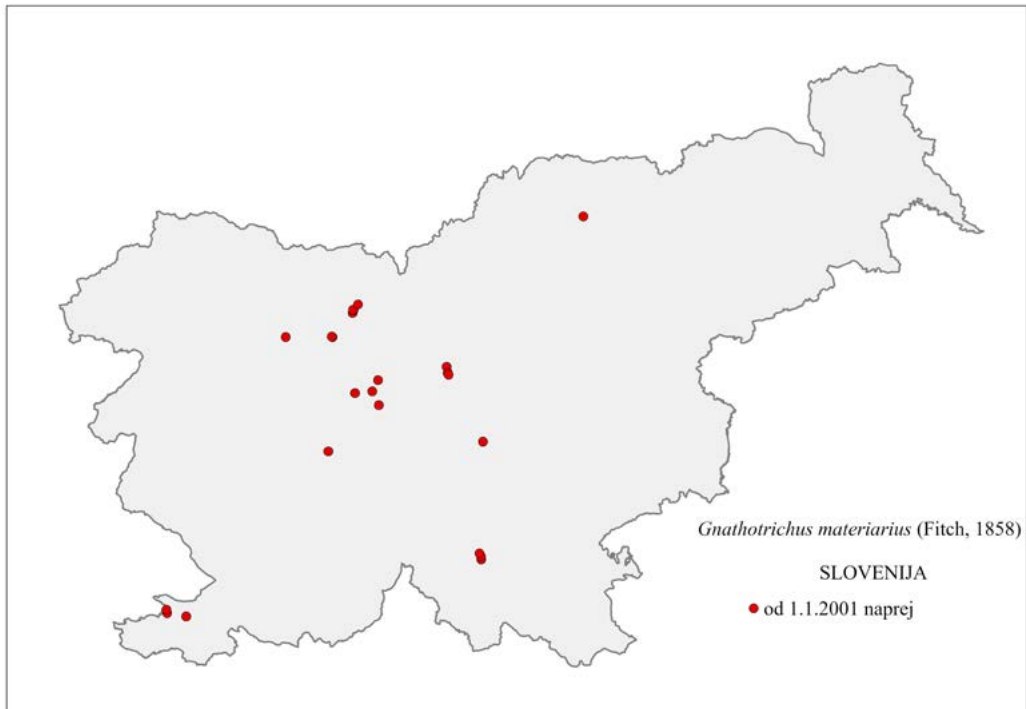 Gnathotrichus materiarius (Fitch, 1858)
SLOVENIJA
od 1.1.2001 naprej